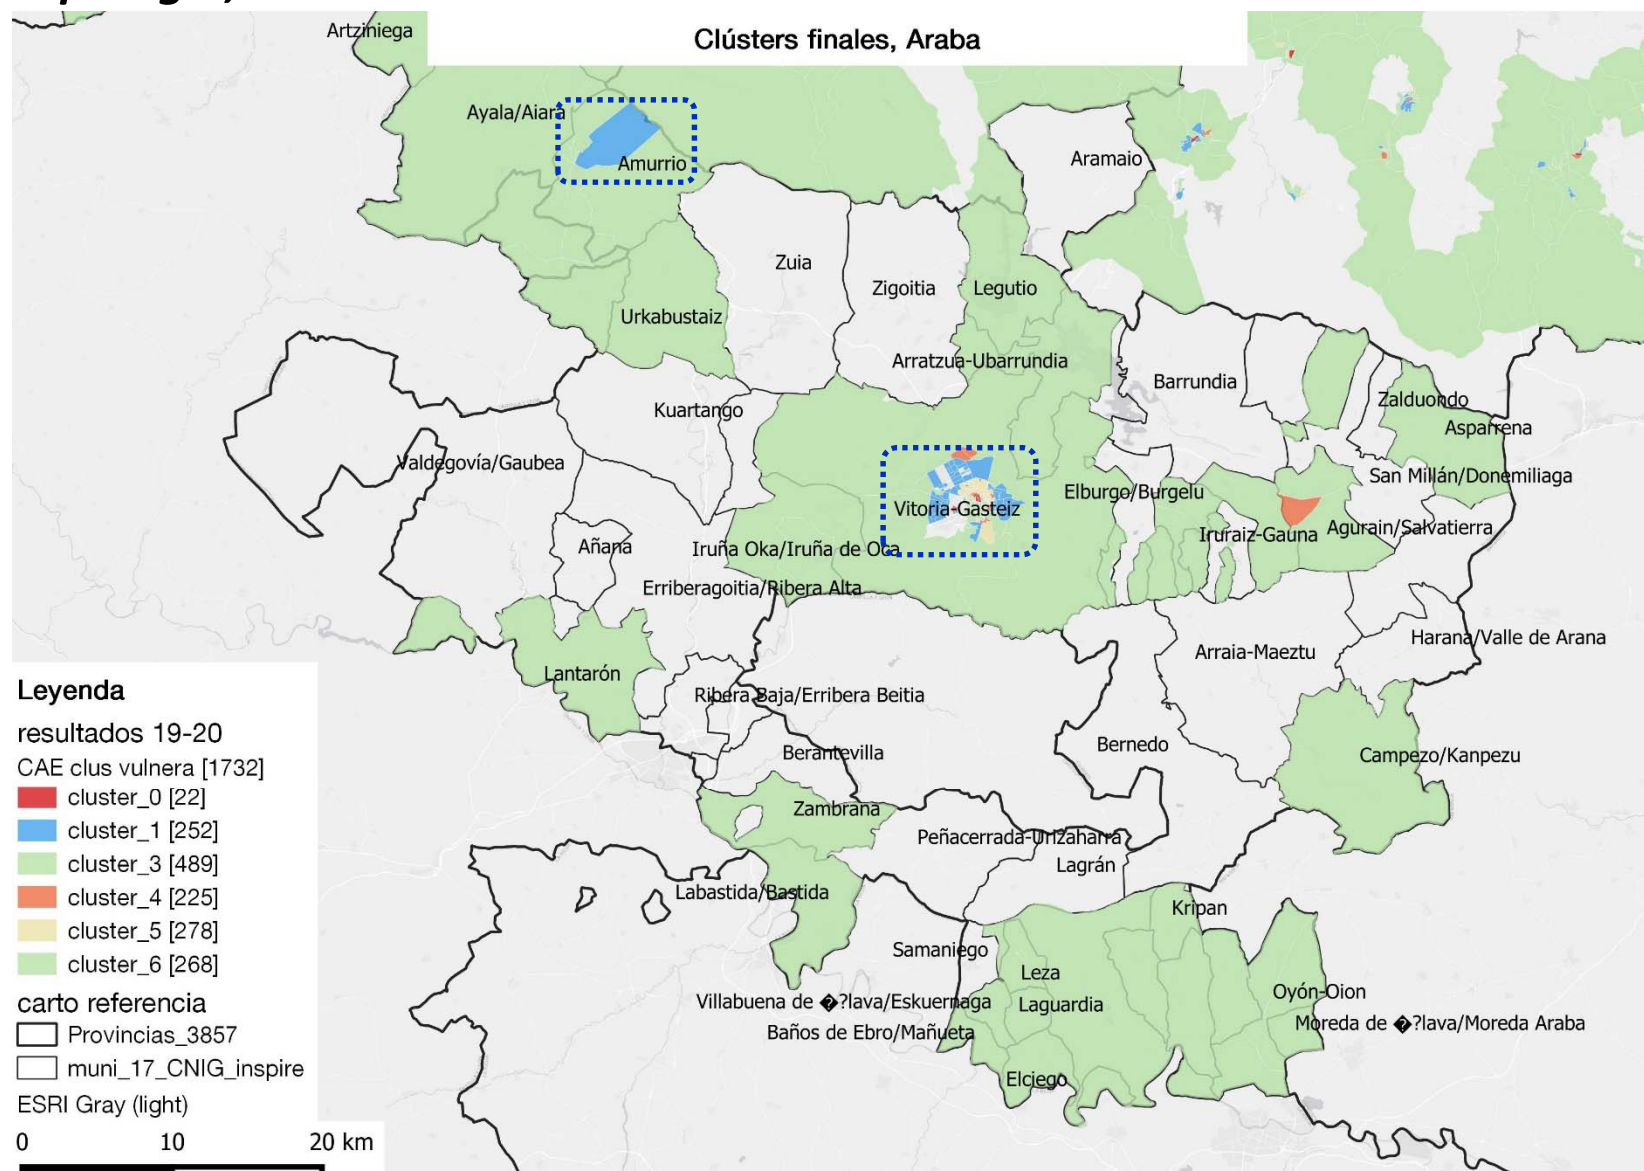 Clústers finales, Araba
Artziniega
Ayala/Aiara
Amurrio
Aramaio
Zuia
Zigoitia
Legutio
Urkabustaiz
Arratzua-Ubarrundia
Barrundia
Zalduondo
Kuartango
Asparrena
Valdegovía/Gaubea
San Millán/Donemiliaga
Elburgo/Burgelu
Vitoria-Gasteiz
Iruraiz-Gauna
Agurain/Salvatierra
Añana
Iruña Oka/Iruña de Oca
Erriberagoitia/Ribera Alta
Harana/Valle de Arana
Arraia-Maeztu
Lantarón
Ribera Baja/Erribera Beitia
Bernedo
Berantevilla
Campezo/Kanpezu
Zambrana
Peñacerrada-Urizaharra
Lagrán
Labastida/Bastida
Kripan
Samaniego
Leza
Villabuena de �?lava/Eskuernaga
Laguardia
Oyón-Oion
Baños de Ebro/Mañueta
Moreda de �?lava/Moreda Araba
Elciego
Leyenda
resultados 19-20
CAE clus vulnera [1732]
cluster_0 [22]
cluster_1 [252]
cluster_3 [489]
cluster_4 [225]
cluster_5 [278]
cluster_6 [268]
carto referencia
Provincias_3857
muni_17_CNIG_inspire
ESRI Gray (light)
0 10 20 km